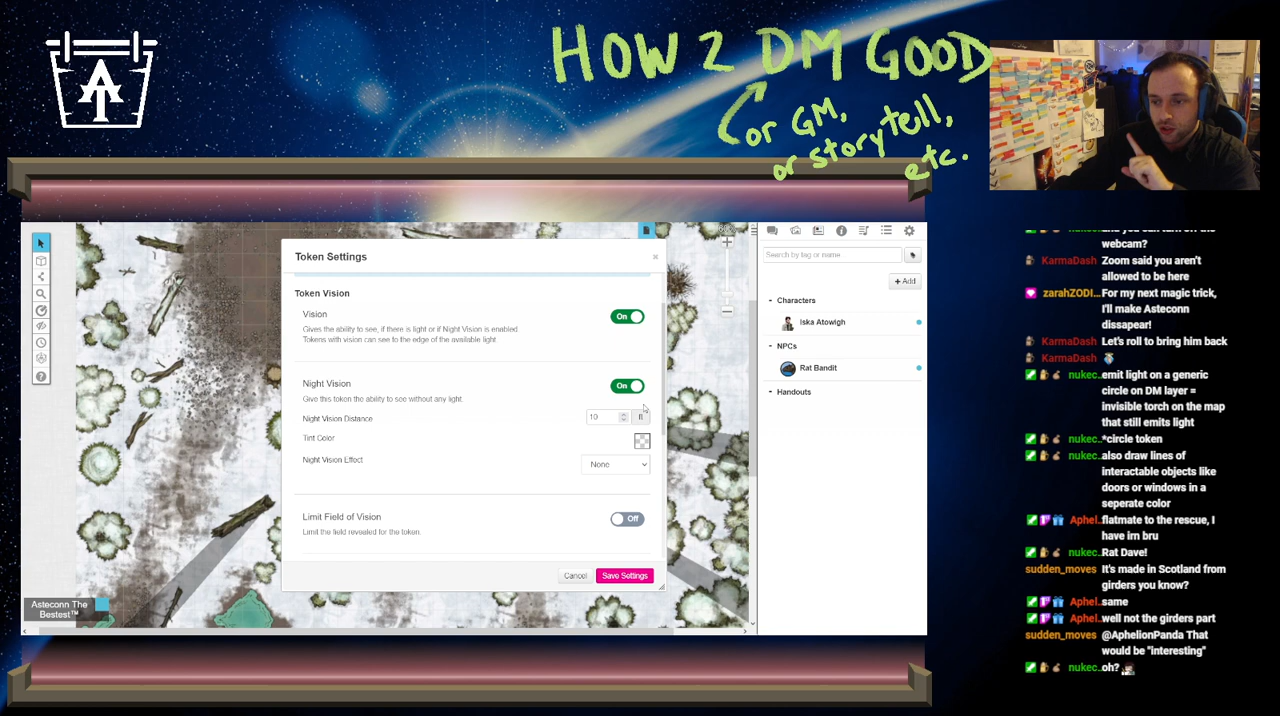 HOW 2 DM GOOD
or GM,
or storytell,
etc.
AT
Token Settings
Token Vision
Vision
On
Gives the ability to see, if there is light or if Night Vision is enabled
Tokens with vision can see to the edge of the available light
Night Vision
On
Give this token the ability to see without any light.
Night Vision Distance
10
ft
Tint Color
Night Vision Effect
None
Limit Field of Vision
Off
Limit the field revealed for the token.
Cancel
Save Settings
Asteconn The
Bestest™
Search by tag or name
+ Add
Characters
Iska Atowigh
NPCs
Rat Bandit
Handouts
webcam?
KarmaDash Zoom said you aren't
allowed to be here
zarahZODI... For my next magic trick,
I'll make Asteconn
dissapear!
KarmaDash Let's roll to bring him back
KarmaDash
nukec.. emit light on a generic
circle on DM layer =
invisible torch on the map
that still emits light
nukec.. *circle token
nukec.. also draw lines of
interactable objects like
doors or windows in a
seperate color
Aphel.. flatmate to the rescue, I
have irn bru
nukec.. Rat Dave!
sudden_moves It's made in Scotland from
girders you know?
Aphel.. same
Aphel.. well not the girders part
sudden_moves @AphelionPanda That
would be "interesting"
nukec.. oh?